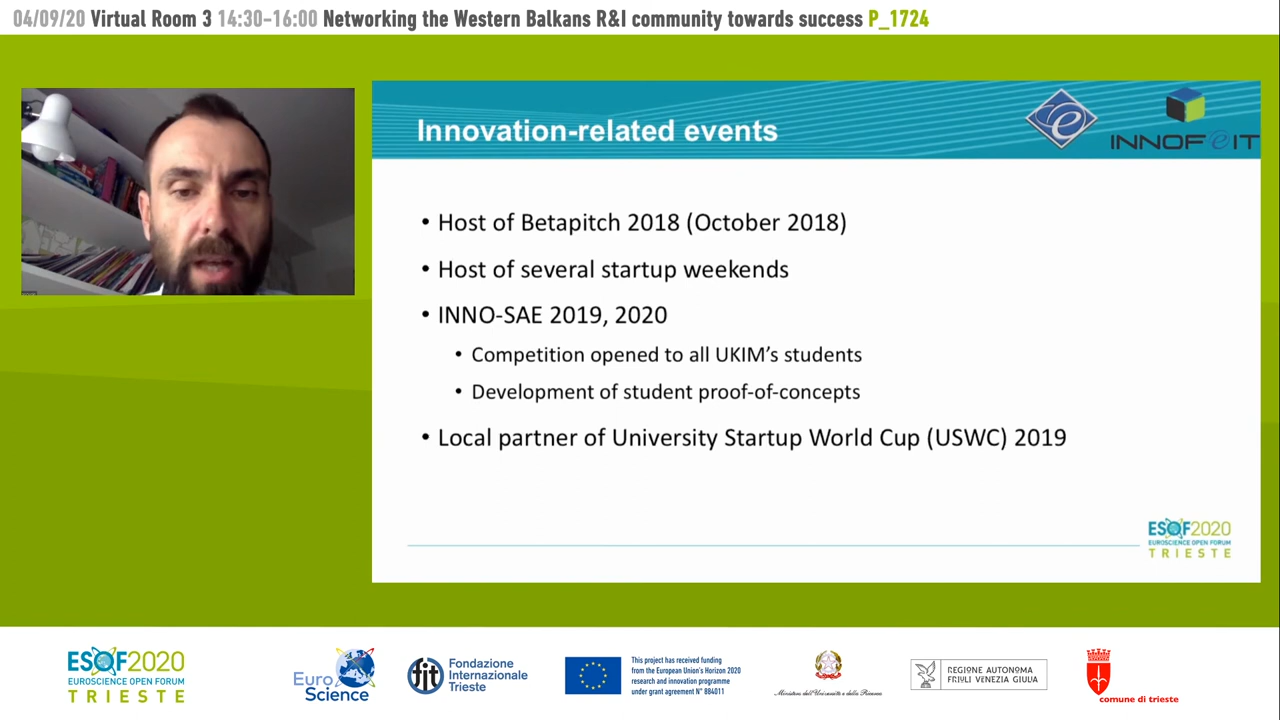 04/09/20 Virtual Room 3 14:30-16:00 Networking the Western Balkans R&I community towards success P_1724
Innovation-related events
e
INNOFEIT
• Host of Betapitch 2018 (October 2018)
• Host of several startup weekends
• INNO-SAE 2019, 2020
• Competition opened to all UKIM's students
• Development of student proof-of-concepts
• Local partner of University Startup World Cup (USWC) 2019
ESOF2020
EUROSCIENCE OPEN FORUM
TRIESTE
ESOF2020
EUROSCIENCE OPEN FORUM
TRIESTE
Euro
Science
fit
Fondazione
Internazionale
Trieste
This project has received funding
from the European Union's Horizon 2020
research and innovation programme
under grant agreement N° 884011
Ministero dell'Università e della Ricerca
REGIONE AUTONOMA
FRIULI VENEZIA GIULIA
comune di trieste